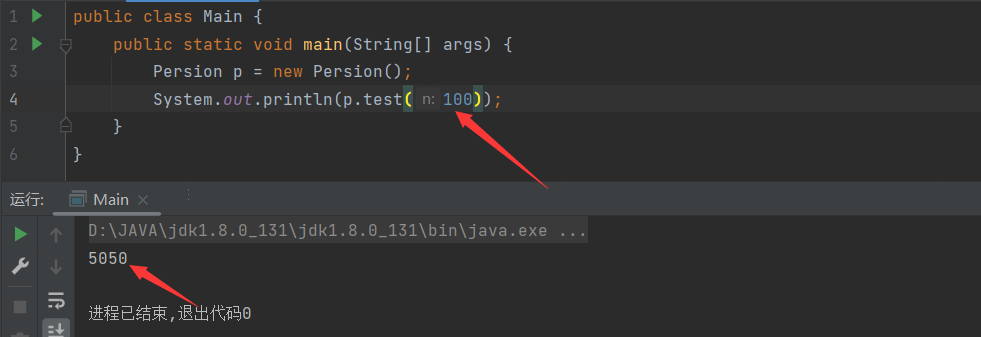 1 public class Main {
2 public static void main(String[] args) {
3 Persion p = new Persion();
4 System.out.println(p.test( n: 100));
5 }
6 }
运行: Main
D:\JAVA\jdk1.8.0_131\jdk1.8.0_131\bin\java.exe ...
5050
进程已结束,退出代码0